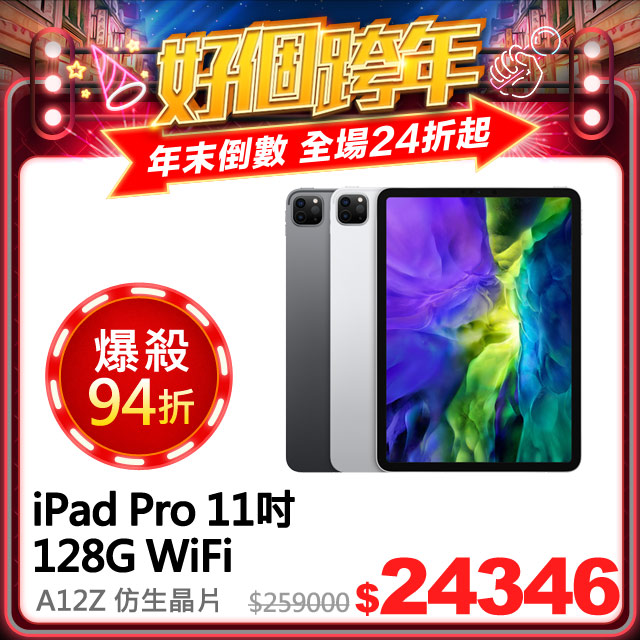 好個跨年
年末倒數 全場24折起
爆殺
94折
iPad Pro 11吋
128G WiFi
A12Z 仿生晶片 $259000 $24346